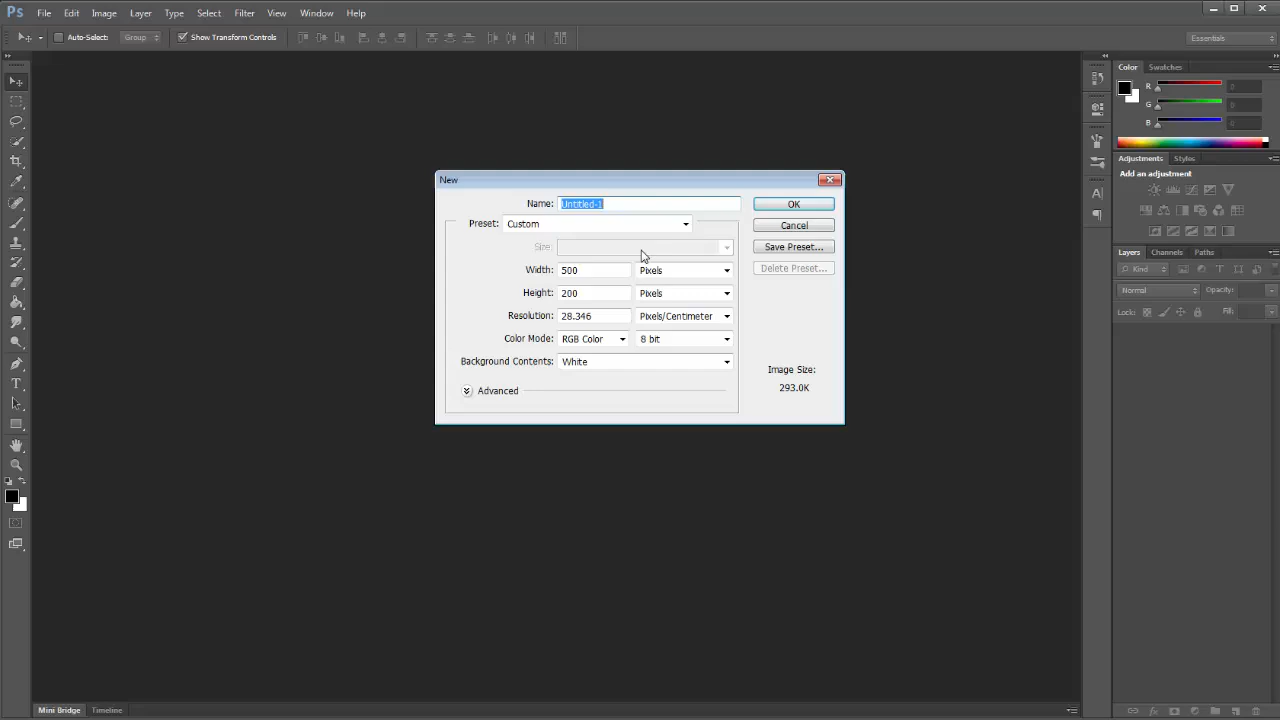 Ps File Edit Image Layer Type Select Filter View Window Help
Auto-Select: Group Show Transform Controls Essentials
Color Swatches
R 0
G 0
B 0
Adjustments Styles
Add an adjustment
Layers Channels Paths
Kind
Normal Opacity:
Lock: Fill:
New
Name: Untitled-1 OK
Preset: Custom Cancel
Size: Save Preset...
Width: 500 Pixels Delete Preset...
Height: 200 Pixels
Resolution: 28.346 Pixels/Centimeter
Color Mode: RGB Color 8 bit
Background Contents: White
Image Size:
293.0K
Advanced
Mini Bridge Timeline